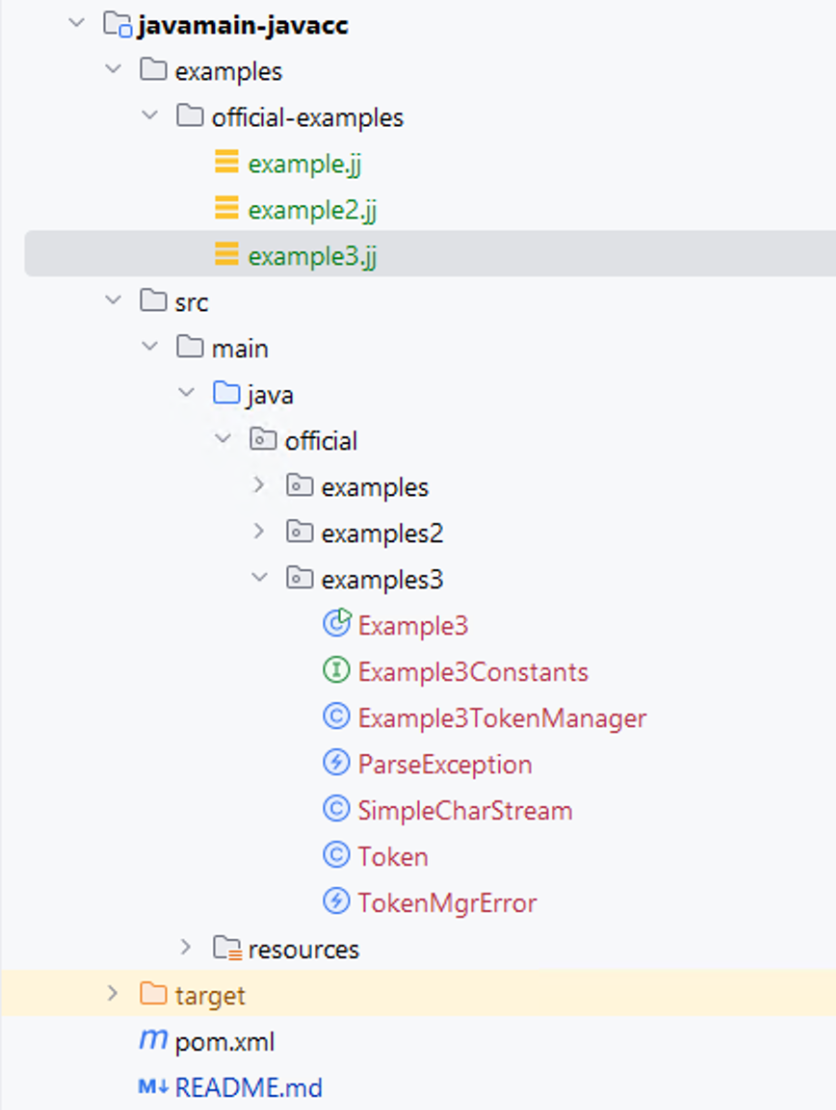 javamain-javacc
examples
official-examples
example.jj
example2.jj
example3.jj
src
main
java
official
examples
examples2
examples3
Example3
Example3Constants
Example3TokenManager
ParseException
SimpleCharStream
Token
TokenMgrError
resources
target
pom.xml
README.md